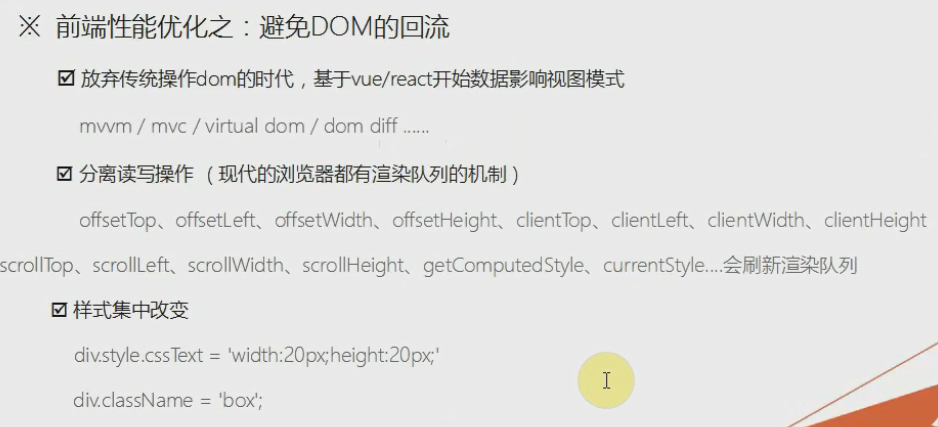 ※ 前端性能优化之：避免DOM的回流
☑ 放弃传统操作dom的时代，基于vue/react开始数据影响视图模式
mvvm / mvc / virtual dom / dom diff ......
☑ 分离读写操作 （现代的浏览器都有渲染队列的机制）
offsetTop、offsetLeft、offsetWidth、offsetHeight、clientTop、clientLeft、clientWidth、clientHeight
scrollTop、scrollLeft、scrollWidth、scrollHeight、getComputedStyle、currentStyle....会刷新渲染队列
☑ 样式集中改变
div.style.cssText = 'width:20px;height:20px;'
div.className = 'box';